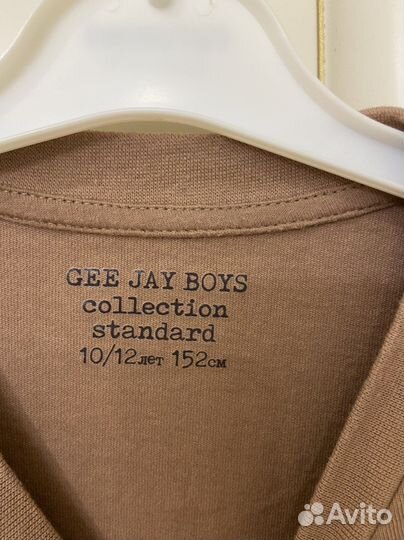 GEE JAY BOYS
collection
standard
10/12лет 152см
Avito